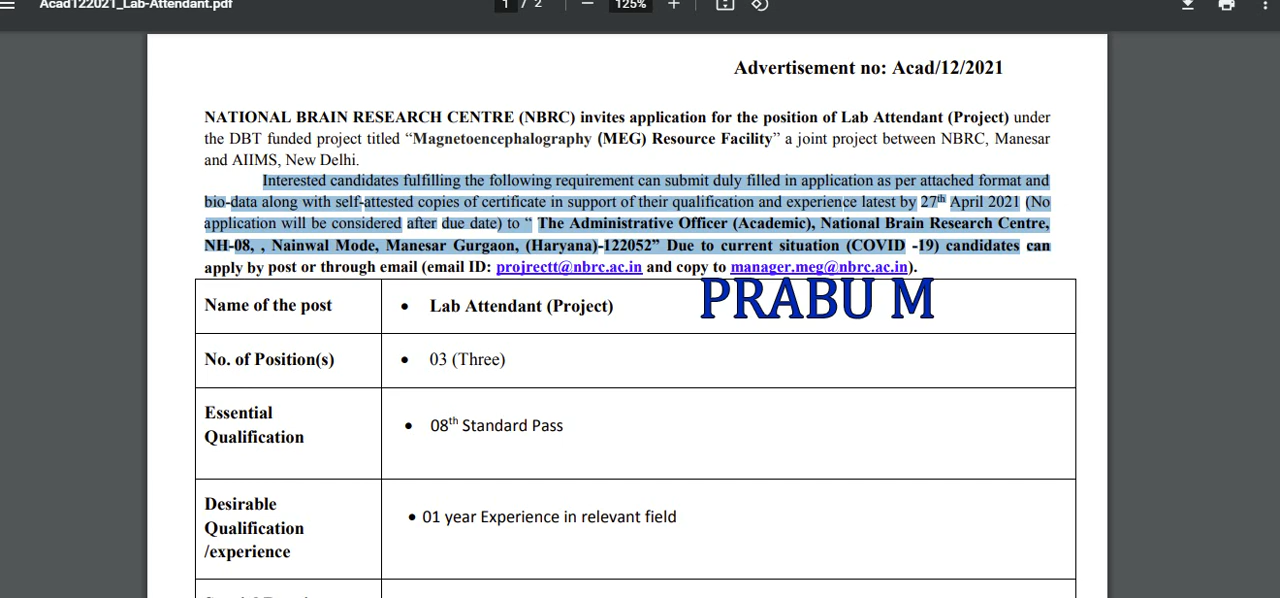 Acad122021_Lab-Attendant.pdf
1 / 2
125%
Advertisement no: Acad/12/2021
NATIONAL BRAIN RESEARCH CENTRE (NBRC) invites application for the position of Lab Attendant (Project) under
the DBT funded project titled “Magnetoencephalography (MEG) Resource Facility” a joint project between NBRC, Manesar
and AIIMS, New Delhi.
Interested candidates fulfilling the following requirement can submit duly filled in application as per attached format and
bio-data along with self-attested copies of certificate in support of their qualification and experience latest by 27th April 2021 (No
application will be considered after due date) to “ The Administrative Officer (Academic), National Brain Research Centre,
NH-08, , Nainwal Mode, Manesar Gurgaon, (Haryana)-122052” Due to current situation (COVID -19) candidates can
apply by post or through email (email ID: projrectt@nbrc.ac.in and copy to manager.meg@nbrc.ac.in).
Name of the post
• Lab Attendant (Project)
PRABU M
No. of Position(s)
• 03 (Three)
Essential
Qualification
• 08th Standard Pass
Desirable
Qualification
/experience
• 01 year Experience in relevant field